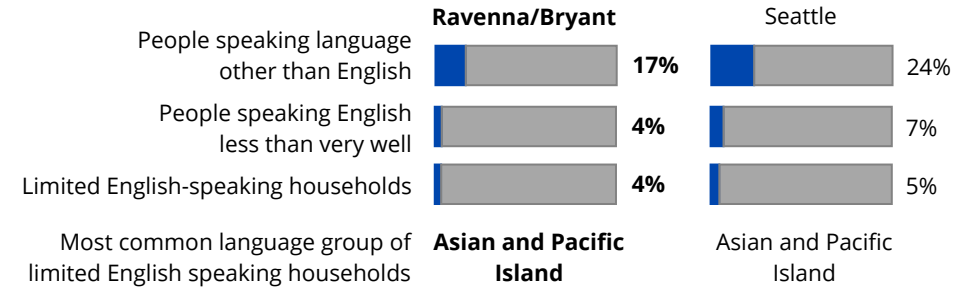 Ravenna/Bryant Seattle
People speaking language
other than English 17% 24%
People speaking English
less than very well 4% 7%
Limited English-speaking households 4% 5%
Most common language group of Asian and Pacific Asian and Pacific
limited English speaking households Island Island